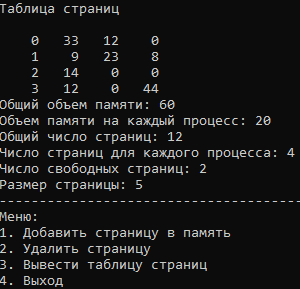 Таблица страниц
0 33 12 0
1 9 23 8
2 14 0 0
3 12 0 44
Общий объем памяти: 60
Объем памяти на каждый процесс: 20
Общий число страниц: 12
Число страниц для каждого процесса: 4
Число свободных страниц: 2
Размер страницы: 5
--------------------------------------
Меню:
1. Добавить страницу в память
2. Удалить страницу
3. Вывести таблицу страниц
4. Выход